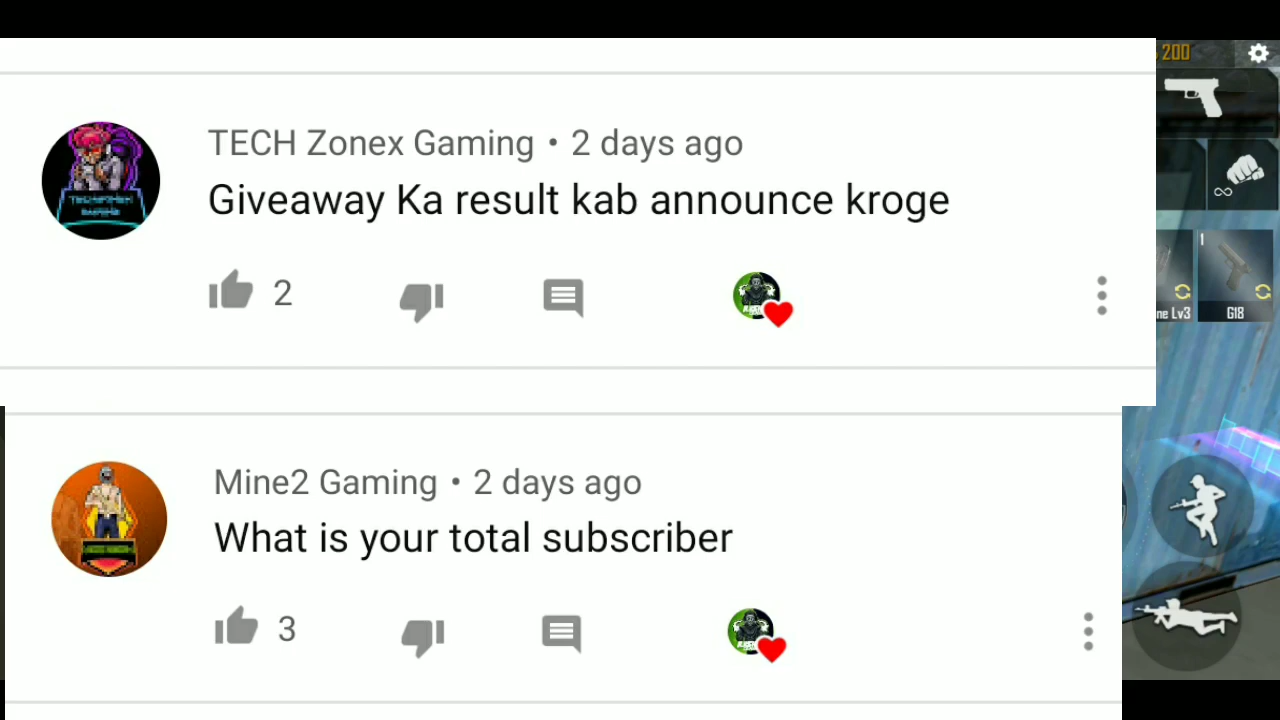 200
TECH Zonex Gaming • 2 days ago
Giveaway Ka result kab announce kroge
2
1
ne Lv3
G18
Mine2 Gaming • 2 days ago
What is your total subscriber
3